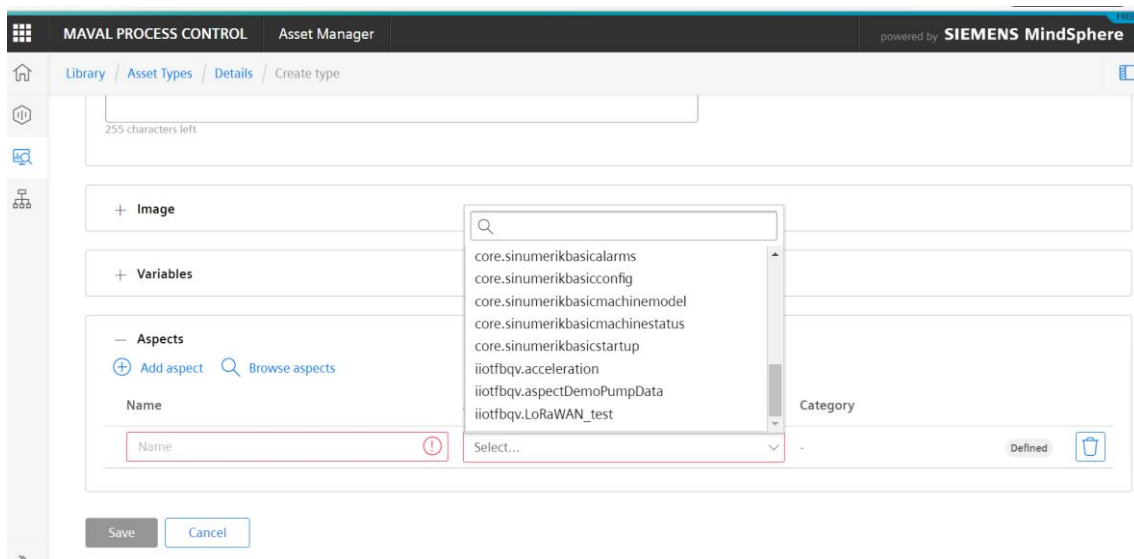 FREE
MAVAL PROCESS CONTROL Asset Manager powered by SIEMENS MindSphere
Library / Asset Types / Details / Create type
255 characters left
+ Image
+ Variables
— Aspects
Add aspect Browse aspects
Name Category
core.sinumerikbasicalarms
core.sinumerikbasicconfig
core.sinumerikbasicmachinemodel
core.sinumerikbasicmachinestatus
core.sinumerikbasicstartup
iiotfbqv.acceleration
iiotfbqv.aspectDemoPumpData
iiotfbqv.LoRaWAN_test
Name Select... - Defined
Save Cancel